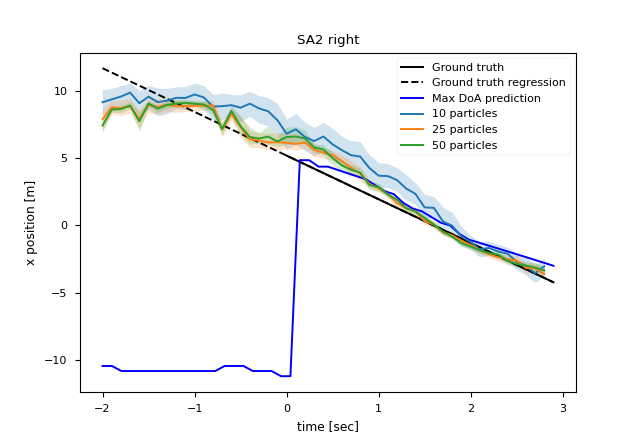 SA2 right
Ground truth
Ground truth regression
Max DoA prediction
10 particles
25 particles
50 particles
10
5
0
−5
−10
x position [m]
−2 −1 0 1 2 3
time [sec]